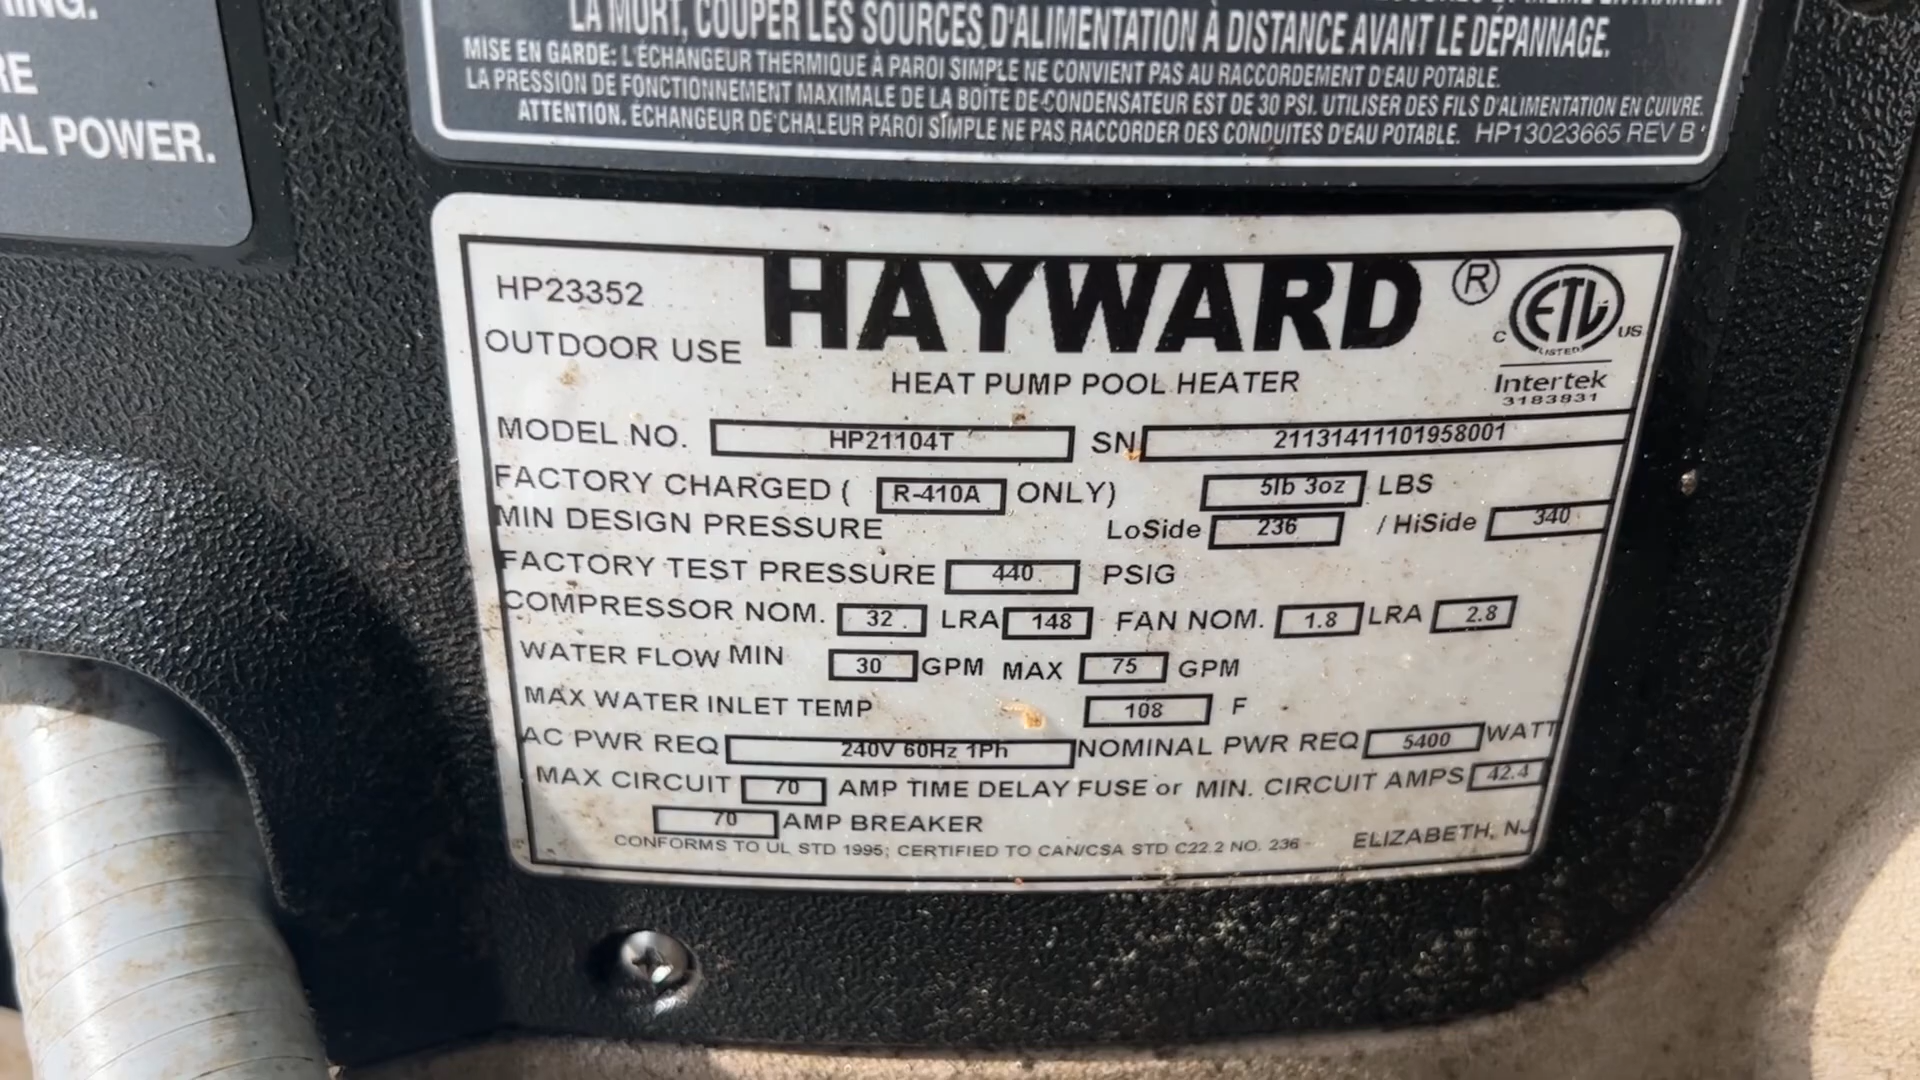 RING.
RE
AL POWER.
LA MORT, COUPER LES SOURCES D'ALIMENTATION À DISTANCE AVANT LE DÉPANNAGE.
MISE EN GARDE: L'ÉCHANGEUR THERMIQUE À PAROI SIMPLE NE CONVIENT PAS AU RACCORDEMENT D'EAU POTABLE.
LA PRESSION DE FONCTIONNEMENT MAXIMALE DE LA BOÎTE DE CONDENSATEUR EST DE 30 PSI. UTILISER DES FILS D'ALIMENTATION EN CUIVRE.
ATTENTION. ÉCHANGEUR DE CHALEUR PAROI SIMPLE NE PAS RACCORDER DES CONDUITES D'EAU POTABLE. HP13023665 REV B
HP23352 HAYWARD ®
OUTDOOR USE
HEAT PUMP POOL HEATER
C ETL US
LISTED
Intertek
3183831
MODEL NO. HP21104T SN 21131411101958001
FACTORY CHARGED ( R-410A ONLY) 5lb 3oz LBS
MIN DESIGN PRESSURE LoSide 236 / HiSide 340
FACTORY TEST PRESSURE 440 PSIG
COMPRESSOR NOM. 32 . LRA 148 FAN NOM. 1.8 LRA 2.8
WATER FLOW MIN 30 GPM MAX 75 GPM
MAX WATER INLET TEMP 108 F
AC PWR REQ 240V 60Hz 1Ph NOMINAL PWR REQ 5400 WATT
MAX CIRCUIT 70 AMP TIME DELAY FUSE or MIN. CIRCUIT AMPS 42.4
70 AMP BREAKER
CONFORMS TO UL STD 1995; CERTIFIED TO CAN/CSA STD C22.2 NO. 236 ELIZABETH, NJ